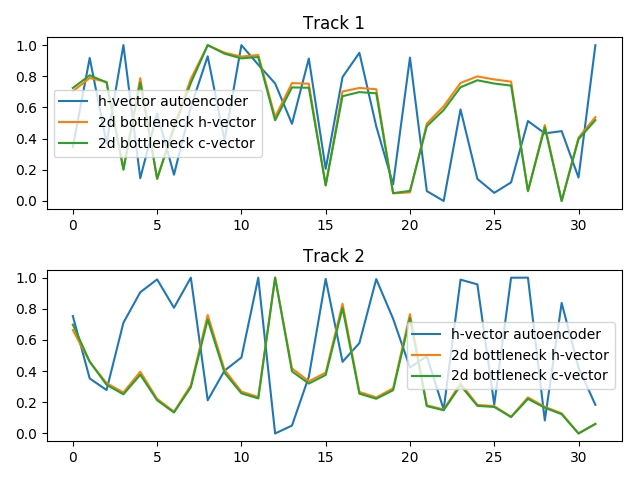 Track 1
1.0
0.8
0.6
0.4
0.2
0.0
h-vector autoencoder
2d bottleneck h-vector
2d bottleneck c-vector
0 5 10 15 20 25 30
Track 2
1.0
0.8
0.6
0.4
0.2
0.0
h-vector autoencoder
2d bottleneck h-vector
2d bottleneck c-vector
0 5 10 15 20 25 30